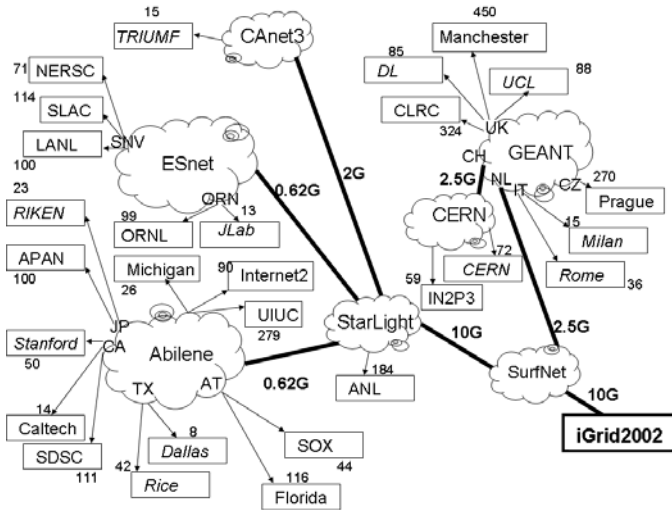 15
TRIUMF
CAnet3
450
Manchester
85
DL
UCL
88
71
NERSC
114
SLAC
LANL
100
SNV
ESnet
CLRC
324
UK
CH
GEANT
NL
IT
CZ
270
Prague
2G
0.62G
2.5G
ORN
99
ORNL
13
JLab
23
RIKEN
CERN
72
CERN
15
Milan
Rome
36
59
IN2P3
APAN
100
Michigan
26
90
Internet2
UIUC
279
StarLight
2.5G
10G
JP
CA
Abilene
Stanford
50
TX
AT
0.62G
184
ANL
SurfNet
10G
iGrid2002
14
Caltech
SDSC
111
8
Dallas
42
Rice
SOX
44
116
Florida